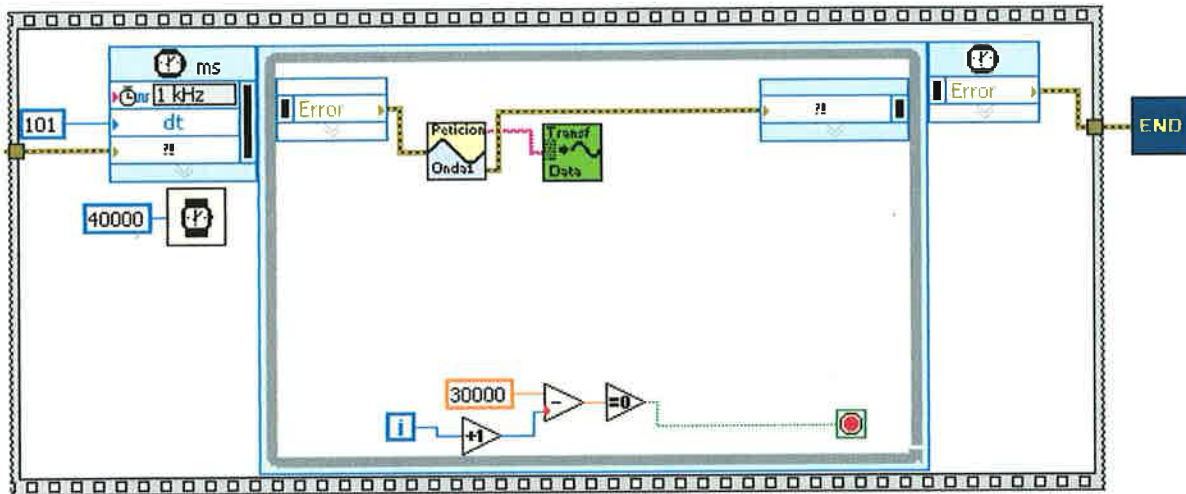 ms
1 kHz
101
dt
?!
40000
Error
Peticion
Onda1
Transf
Data
?!
Error
END
30000
-
=0
i
+1